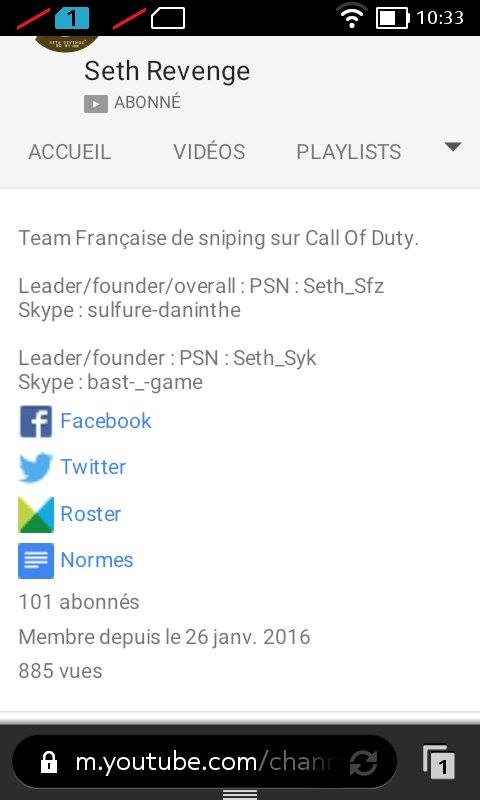 1
10:33
Seth Revenge
ABONNÉ
ACCUEIL VIDÉOS PLAYLISTS
Team Française de sniping sur Call Of Duty.
Leader/founder/overall : PSN : Seth_Sfz
Skype : sulfure-daninthe
Leader/founder : PSN : Seth_Syk
Skype : bast-_-game
Facebook
Twitter
Roster
Normes
101 abonnés
Membre depuis le 26 janv. 2016
885 vues
m.youtube.com/chann
1